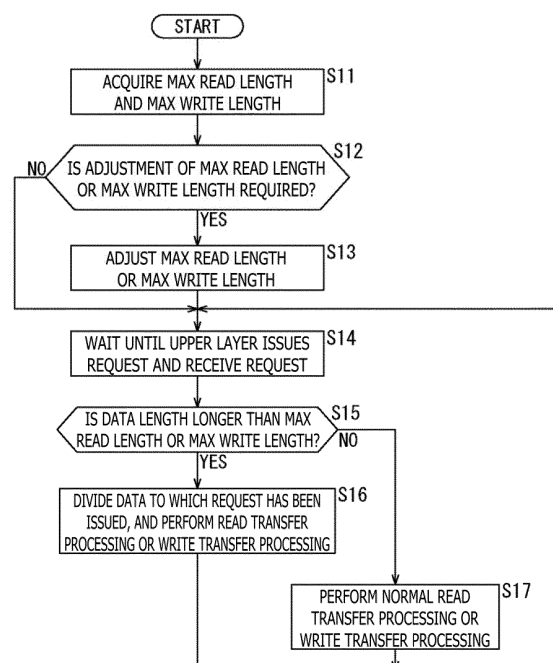 START
S11
ACQUIRE MAX READ LENGTH
AND MAX WRITE LENGTH
S12
NO
IS ADJUSTMENT OF MAX READ LENGTH
OR MAX WRITE LENGTH REQUIRED?
YES
S13
ADJUST MAX READ LENGTH
OR MAX WRITE LENGTH
S14
WAIT UNTIL UPPER LAYER ISSUES
REQUEST AND RECEIVE REQUEST
S15
IS DATA LENGTH LONGER THAN MAX
READ LENGTH OR MAX WRITE LENGTH?
NO
YES
S16
DIVIDE DATA TO WHICH REQUEST HAS BEEN
ISSUED, AND PERFORM READ TRANSFER
PROCESSING OR WRITE TRANSFER PROCESSING
S17
PERFORM NORMAL READ
TRANSFER PROCESSING OR
WRITE TRANSFER PROCESSING